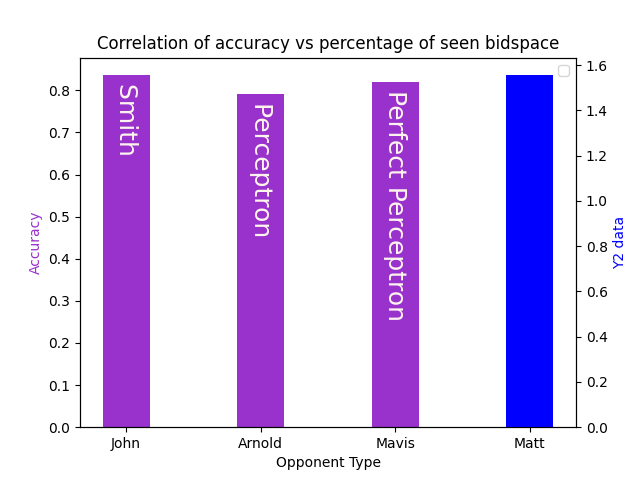 Correlation of accuracy vs percentage of seen bidspace
Smith
Perceptron
Perfect Perceptron
Accuracy
0.8
0.7
0.6
0.5
0.4
0.3
0.2
0.1
0.0
1.6
1.4
1.2
1.0
0.8
0.6
0.4
0.2
0.0
Y2 data
John
Arnold
Mavis
Matt
Opponent Type